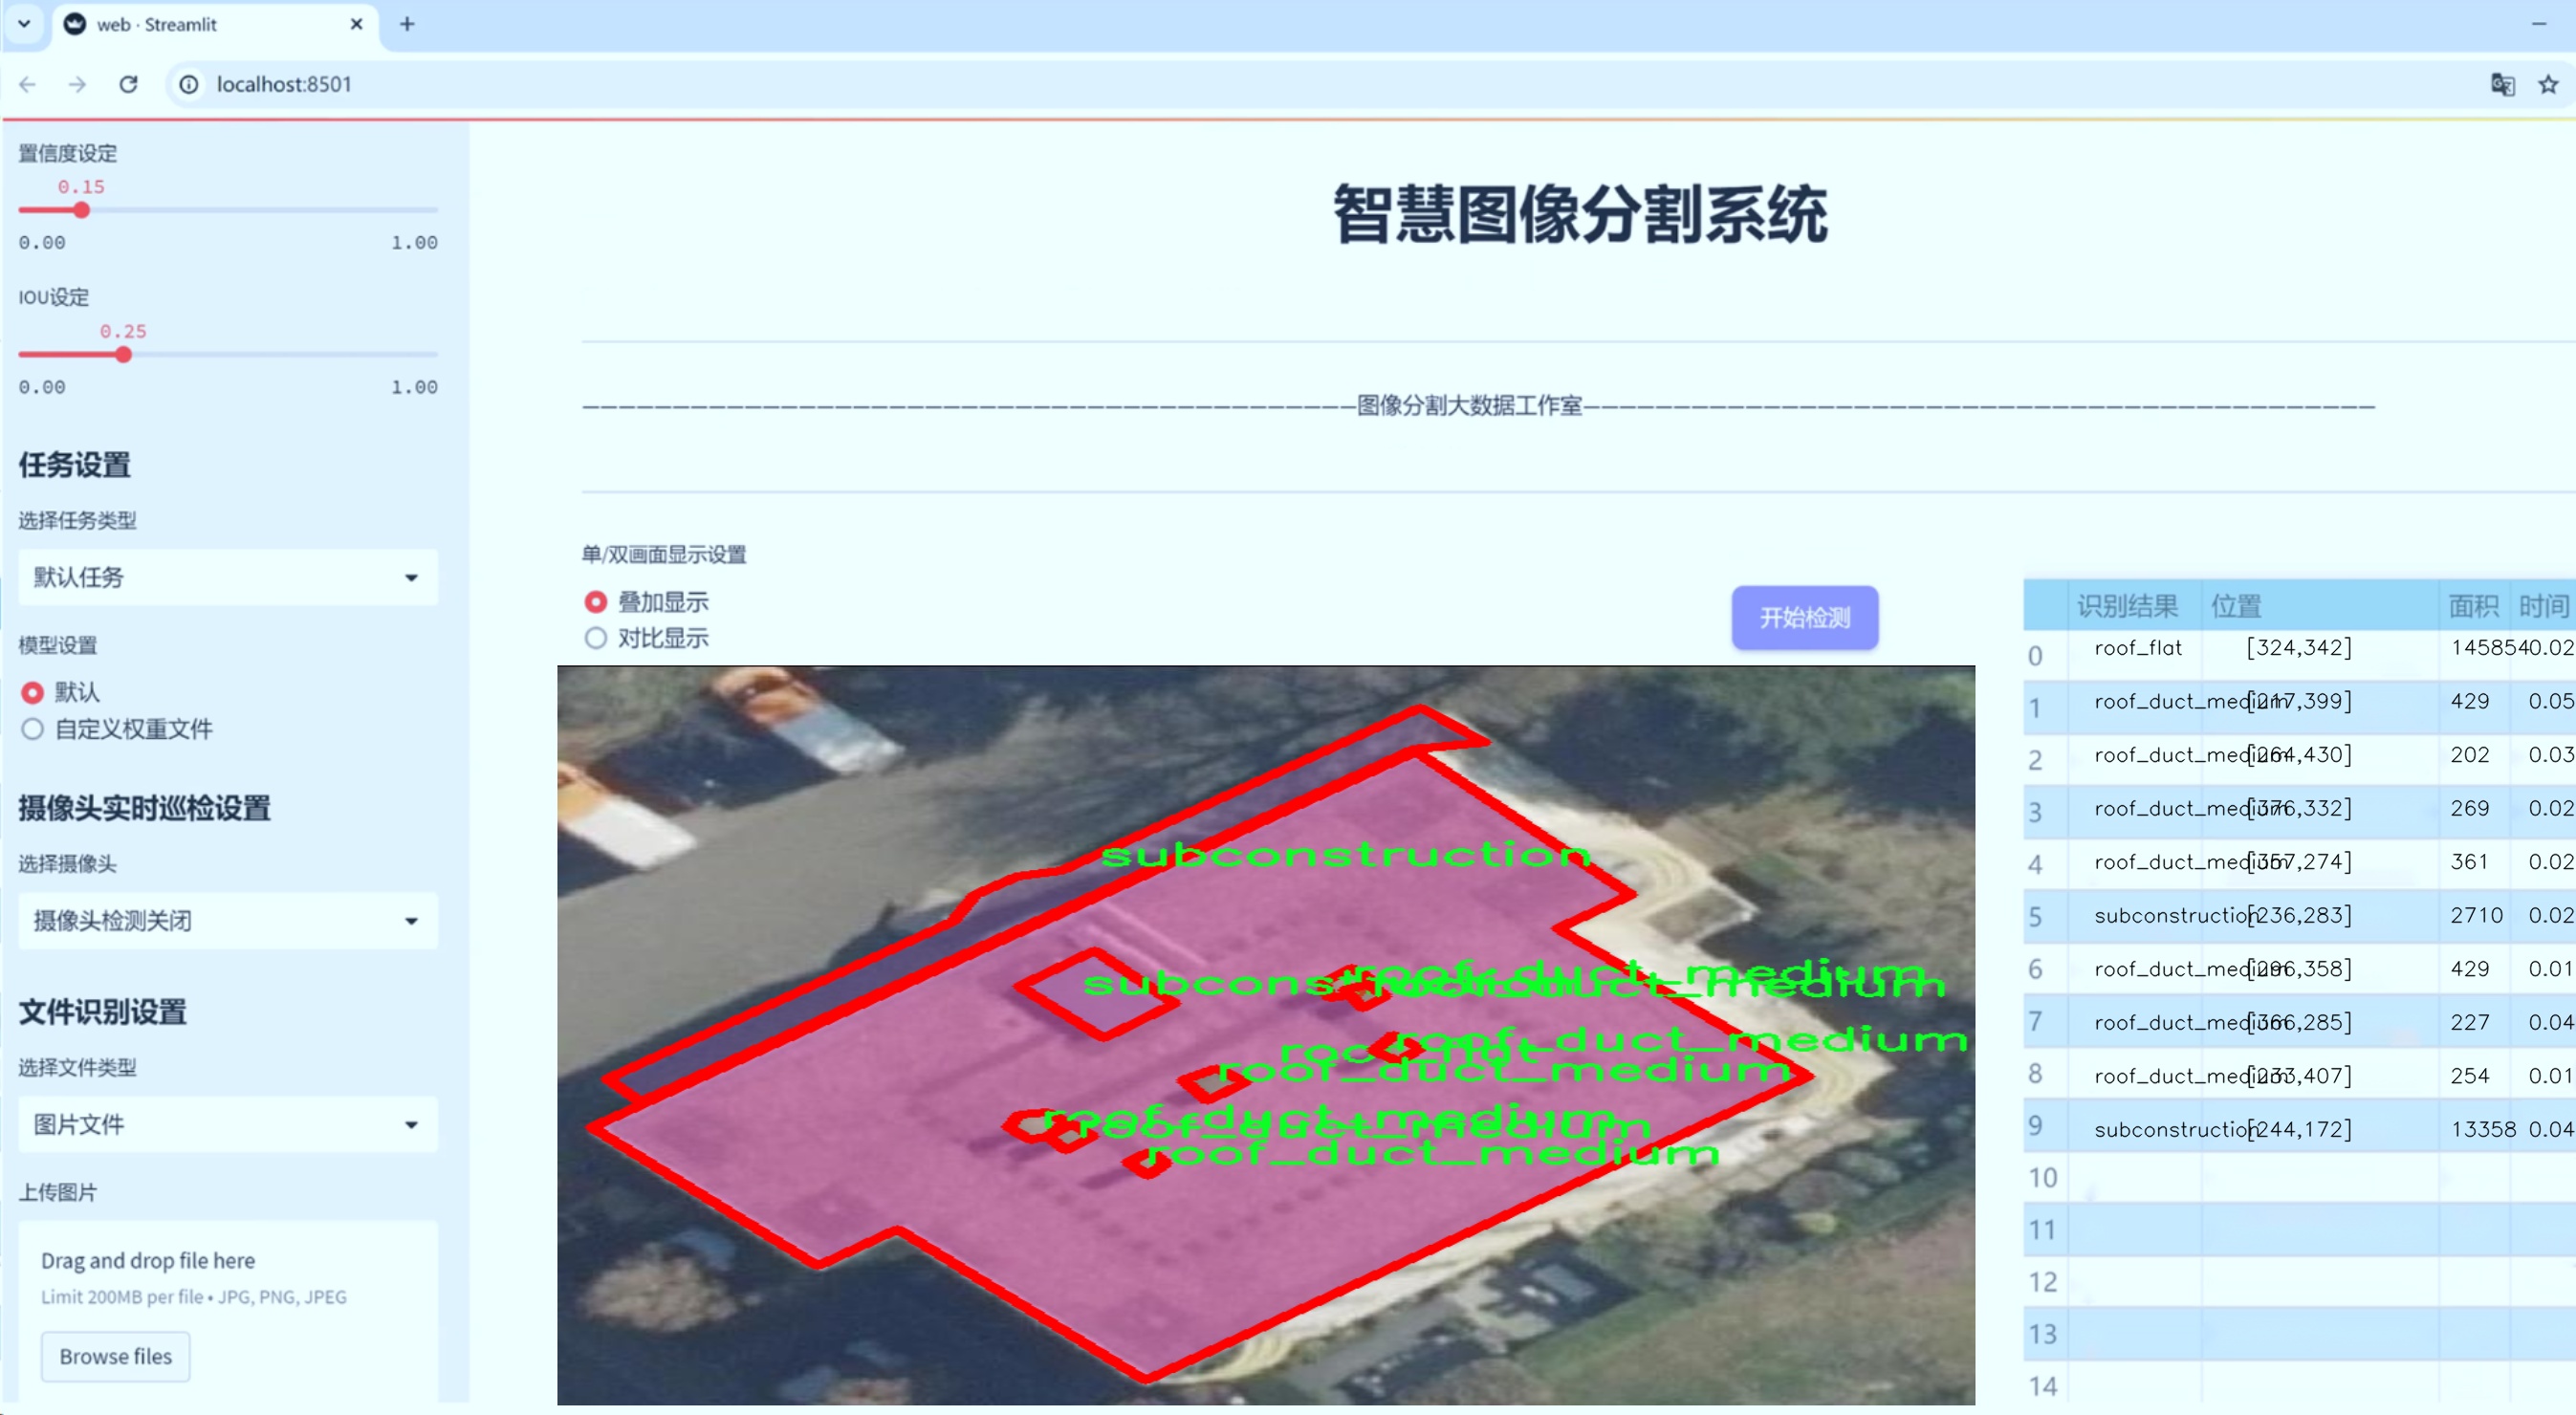 web · Streamlit
localhost:8501
置信度设定
0.15
0.00 1.00
IOU设定
0.25
0.00 1.00
任务设置
选择任务类型
默认任务
模型设置
默认
自定义权重文件
摄像头实时巡检设置
选择摄像头
摄像头检测关闭
文件识别设置
选择文件类型
图片文件
上传图片
Drag and drop file here
Limit 200MB per file • JPG, PNG, JPEG
Browse files
智慧图像分割系统
图像分割大数据工作室
单/双画面显示设置
叠加显示
对比显示
开始检测
subconstruction
roof_duct_medium
roof_duct_medium
roof_duct_medium
roof_duct_medium
roof_duct_medium
识别结果 位置 面积 时间
0 roof_flat [324,342] 145854 0.02
1 roof_duct_medium [217,399] 429 0.05
2 roof_duct_medium [264,430] 202 0.03
3 roof_duct_medium [376,332] 269 0.02
4 roof_duct_medium [357,274] 361 0.02
5 subconstruction [236,283] 2710 0.02
6 roof_duct_medium [296,358] 429 0.01
7 roof_duct_medium [366,285] 227 0.04
8 roof_duct_medium [233,407] 254 0.01
9 subconstruction [244,172] 13358 0.04
10
11
12
13
14